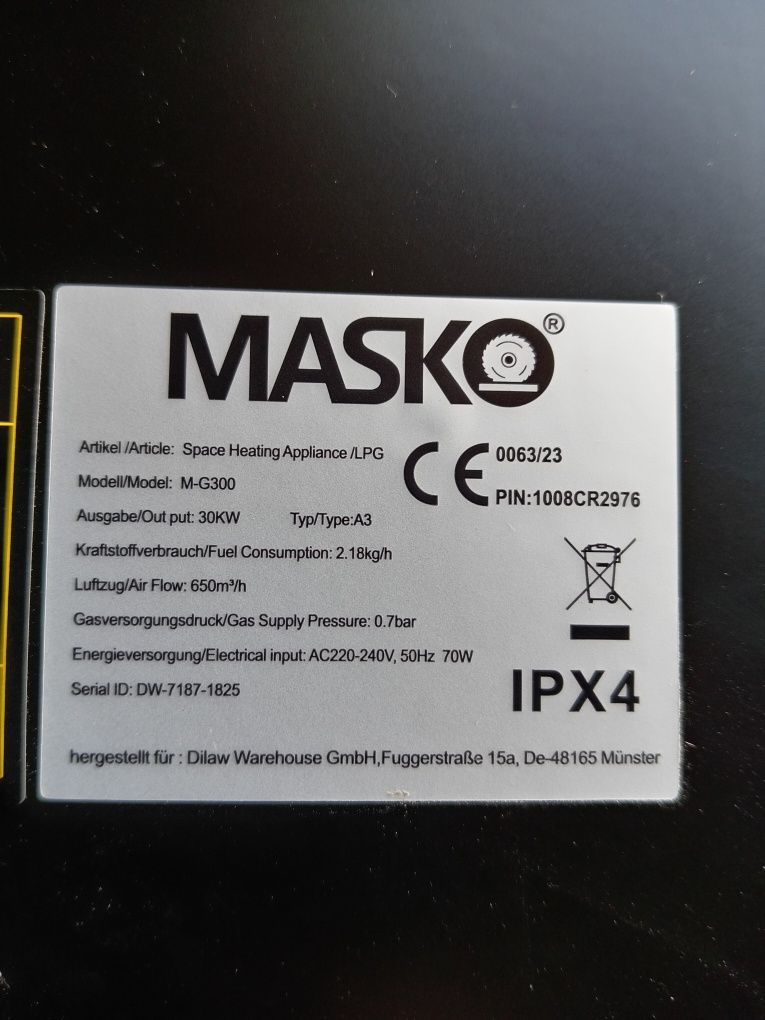 MASKO®
Artikel /Article: Space Heating Appliance /LPG
CE 0063/23
Modell/Model: M-G300
PIN:1008CR2976
Ausgabe/Out put: 30KW Typ/Type:A3
Kraftstoffverbrauch/Fuel Consumption: 2.18kg/h
Luftzug/Air Flow: 650m³/h
Gasversorgungsdruck/Gas Supply Pressure: 0.7bar
Energieversorgung/Electrical input: AC220-240V, 50Hz 70W
Serial ID: DW-7187-1825
IPX4
hergestellt für : Dilaw Warehouse GmbH,Fuggerstraße 15a, De-48165 Münster